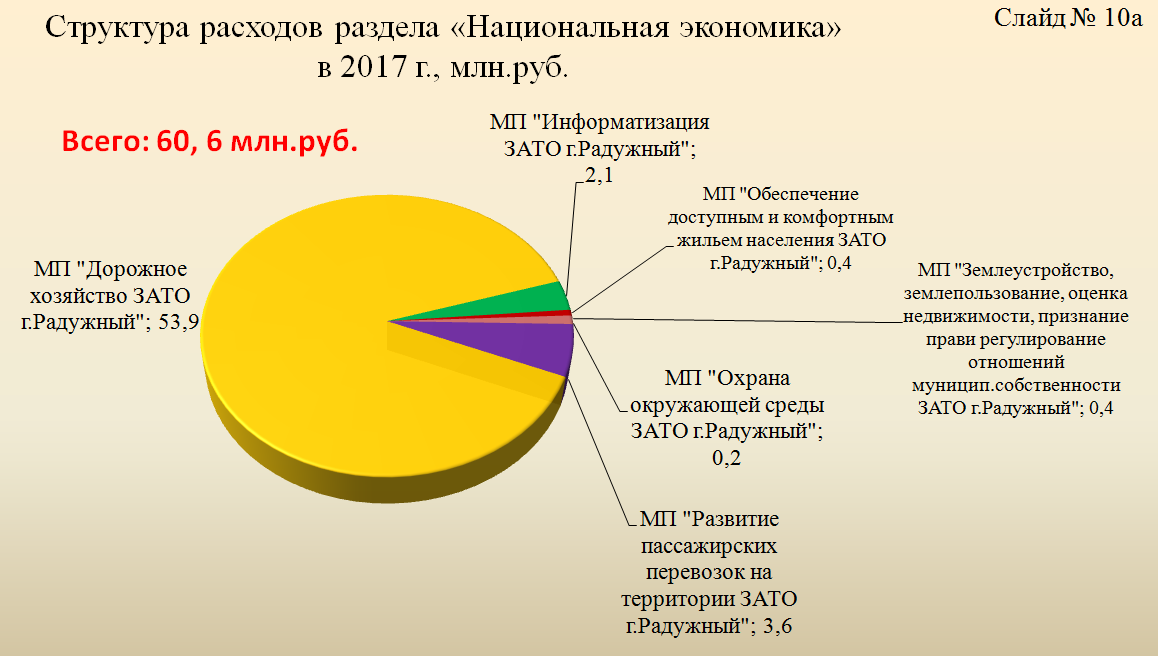 Слайд № 10а
Структура расходов раздела «Национальная экономика»
в 2017 г., млн.руб.
Всего: 60, 6 млн.руб.
МП "Информатизация
ЗАТО г.Радужный";
2,1
МП "Обеспечение
доступным и комфортным
жильем населения ЗАТО
г.Радужный"; 0,4
МП "Землеустройство,
землепользование, оценка
недвижимости, признание
прави регулирование
отношений
муницип.собственности
ЗАТО г.Радужный"; 0,4
МП "Дорожное
хозяйство ЗАТО
г.Радужный"; 53,9
МП "Охрана
окружающей среды
ЗАТО г.Радужный";
0,2
МП "Развитие
пассажирских
перевозок на
территории ЗАТО
г.Радужный"; 3,6